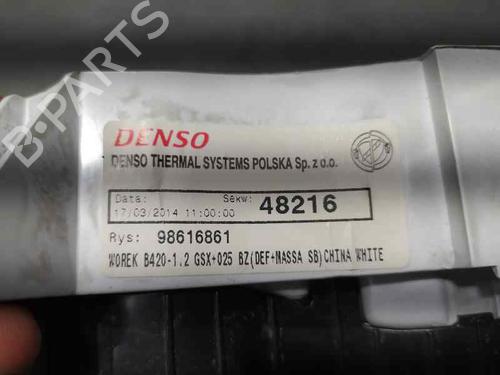 B-PARTS
DENSO
DENSO THERMAL SYSTEMS POLSKA Sp. z o.o.
Data: Sekw:
17/03/2014 11:00:00 48216
Rys: 98616861
WOREK B420-1.2 GSX+025 BZ(DEF+MASSA SB)CHINA WHITE